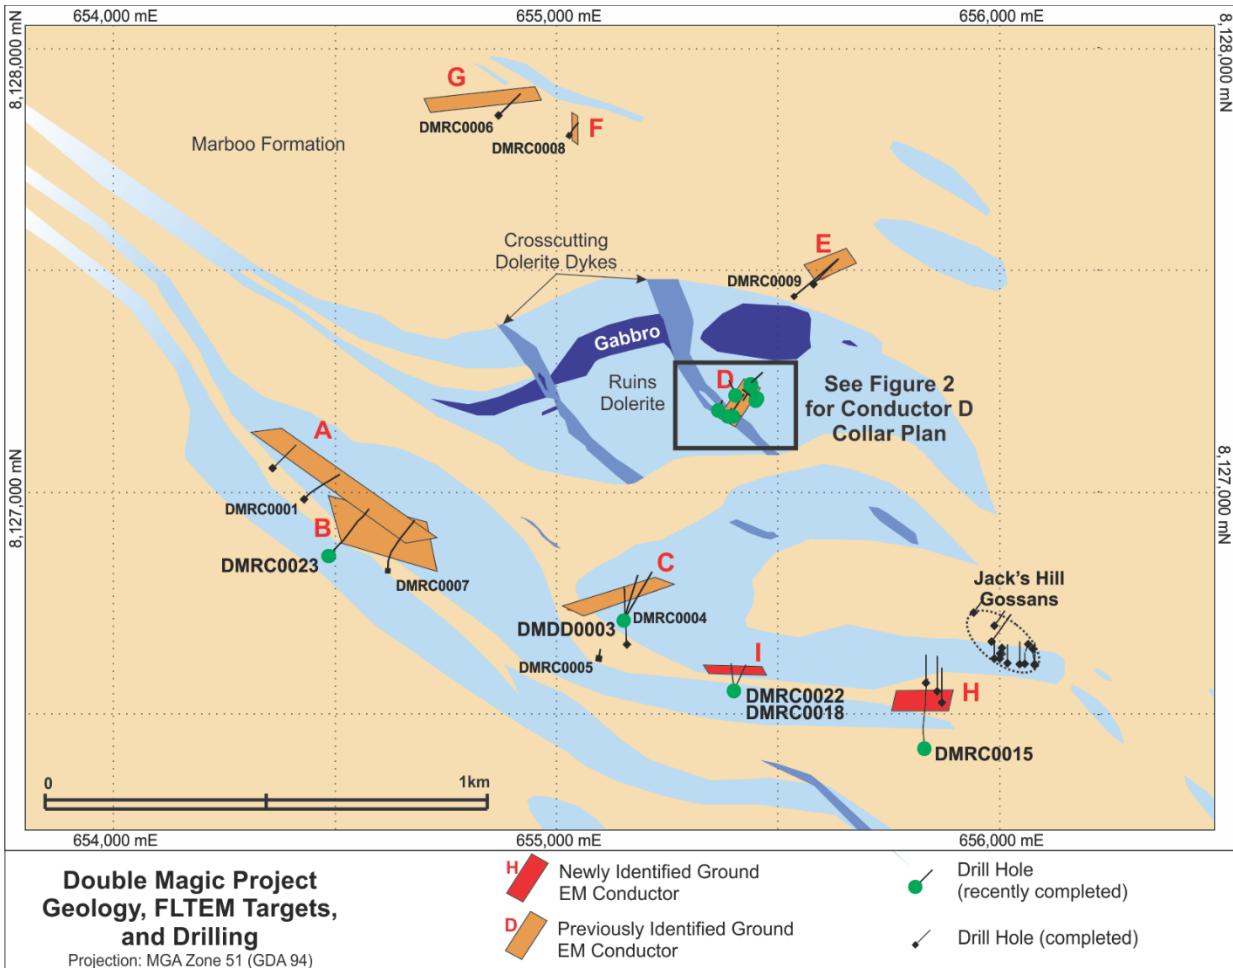 654,000 mE
655,000 mE
656,000 mE
8,128,000 mN
8,128,000 mN
G
DMRC0006
F
DMRC0008
Marboo Formation
Crosscutting
Dolerite Dykes
E
DMRC0009
Gabbro
Ruins
Dolerite
D
See Figure 2
for Conductor D
Collar Plan
A
DMRC0001
B
DMRC0023
DMRC0007
8,127,000 mN
8,127,000 mN
C
DMRC0004
DMDD0003
DMRC0005
Jack's Hill
Gossans
I
DMRC0022
DMRC0018
H
DMRC0015
0
1km
654,000 mE
655,000 mE
656,000 mE
Double Magic Project
Geology, FLTEM Targets,
and Drilling
Projection: MGA Zone 51 (GDA 94)
H
Newly Identified Ground
EM Conductor
D
Previously Identified Ground
EM Conductor
Drill Hole
(recently completed)
Drill Hole (completed)